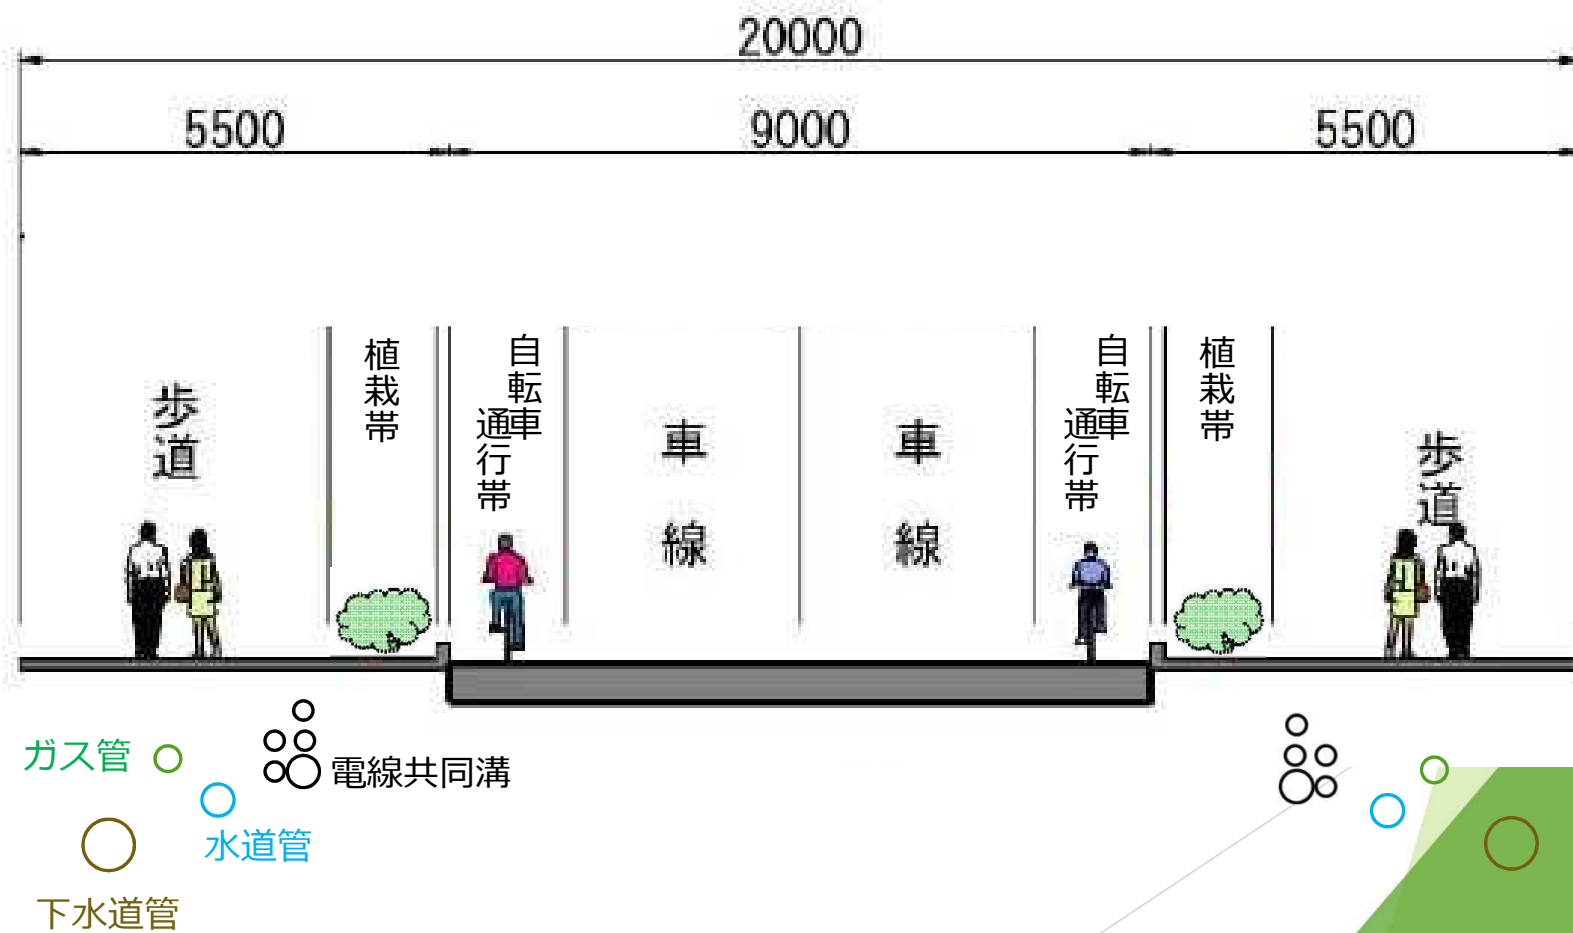 20000
5500
9000
5500
歩道
植栽帯
自転車
通行帯
車線
車線
自転車
通行帯
植栽帯
歩道
ガス管
電線共同溝
水道管
下水道管